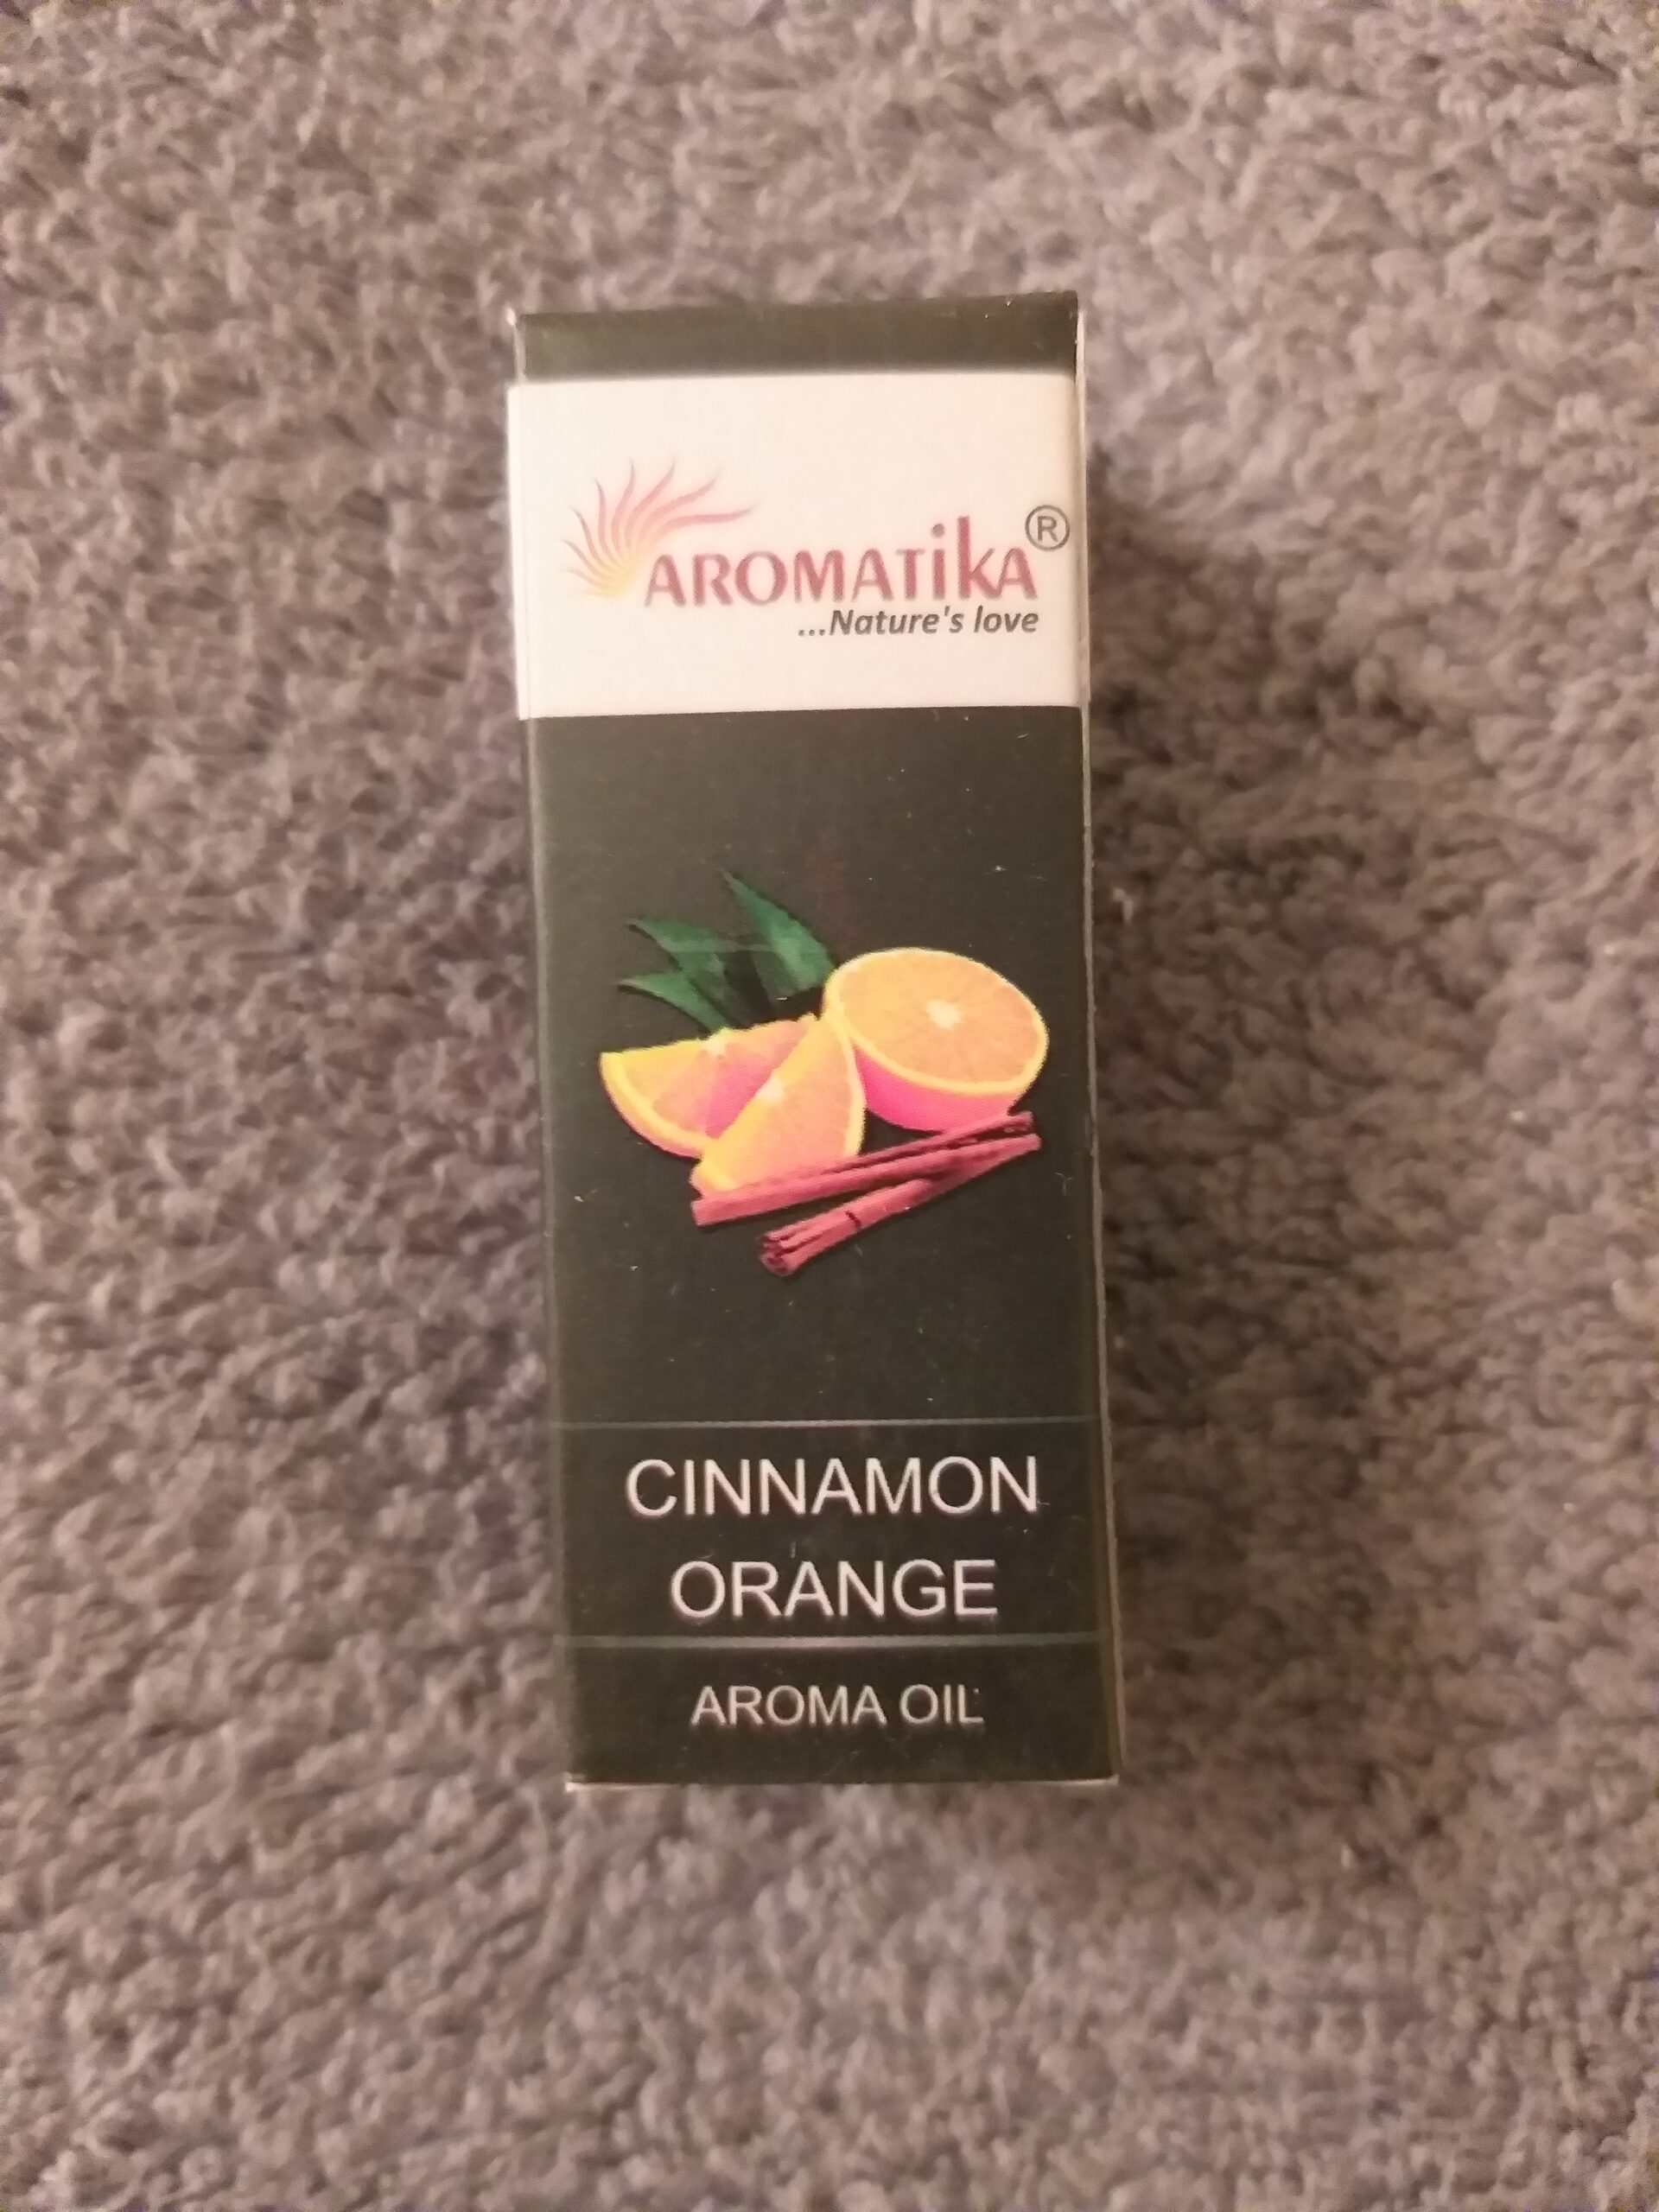 AROMATIKA®
...Nature's love
CINNAMON
ORANGE
AROMA OIL